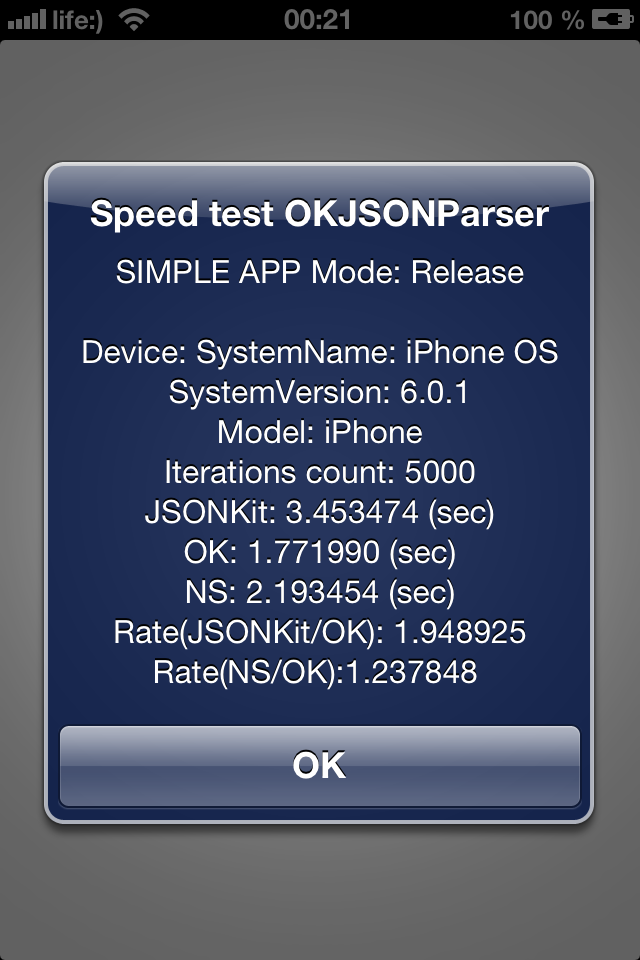 life:) 00:21 100 %
Speed test OKJSONParser
SIMPLE APP Mode: Release
Device: SystemName: iPhone OS
SystemVersion: 6.0.1
Model: iPhone
Iterations count: 5000
JSONKit: 3.453474 (sec)
OK: 1.771990 (sec)
NS: 2.193454 (sec)
Rate(JSONKit/OK): 1.948925
Rate(NS/OK):1.237848
OK